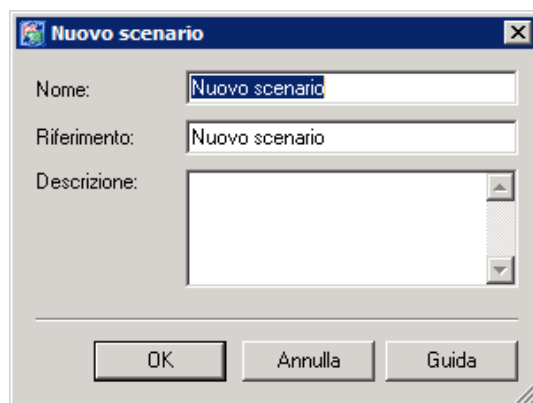 Nuovo scenario
Nome: Nuovo scenario
Riferimento: Nuovo scenario
Descrizione:
OK Annulla Guida